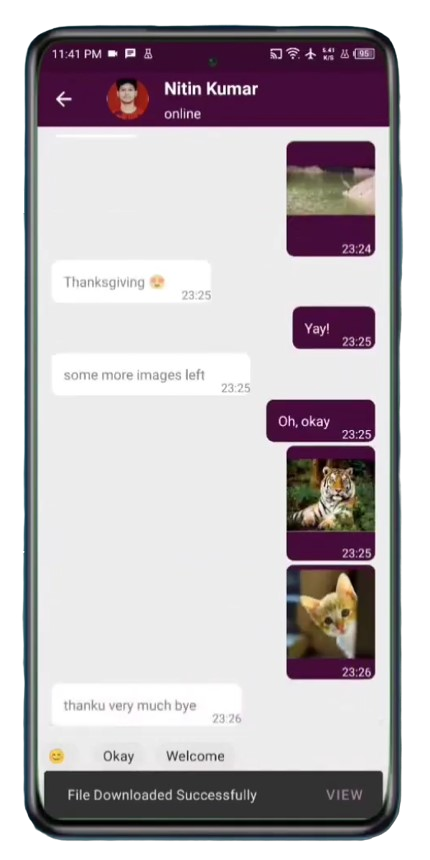 11:41 PM
5.41
K/S
95
Nitin Kumar
online
23:24
Thanksgiving 😍
23:25
Yay!
23:25
some more images left
23:25
Oh, okay
23:25
23:25
23:26
thanku very much bye
23:26
😊 Okay Welcome
File Downloaded Successfully VIEW